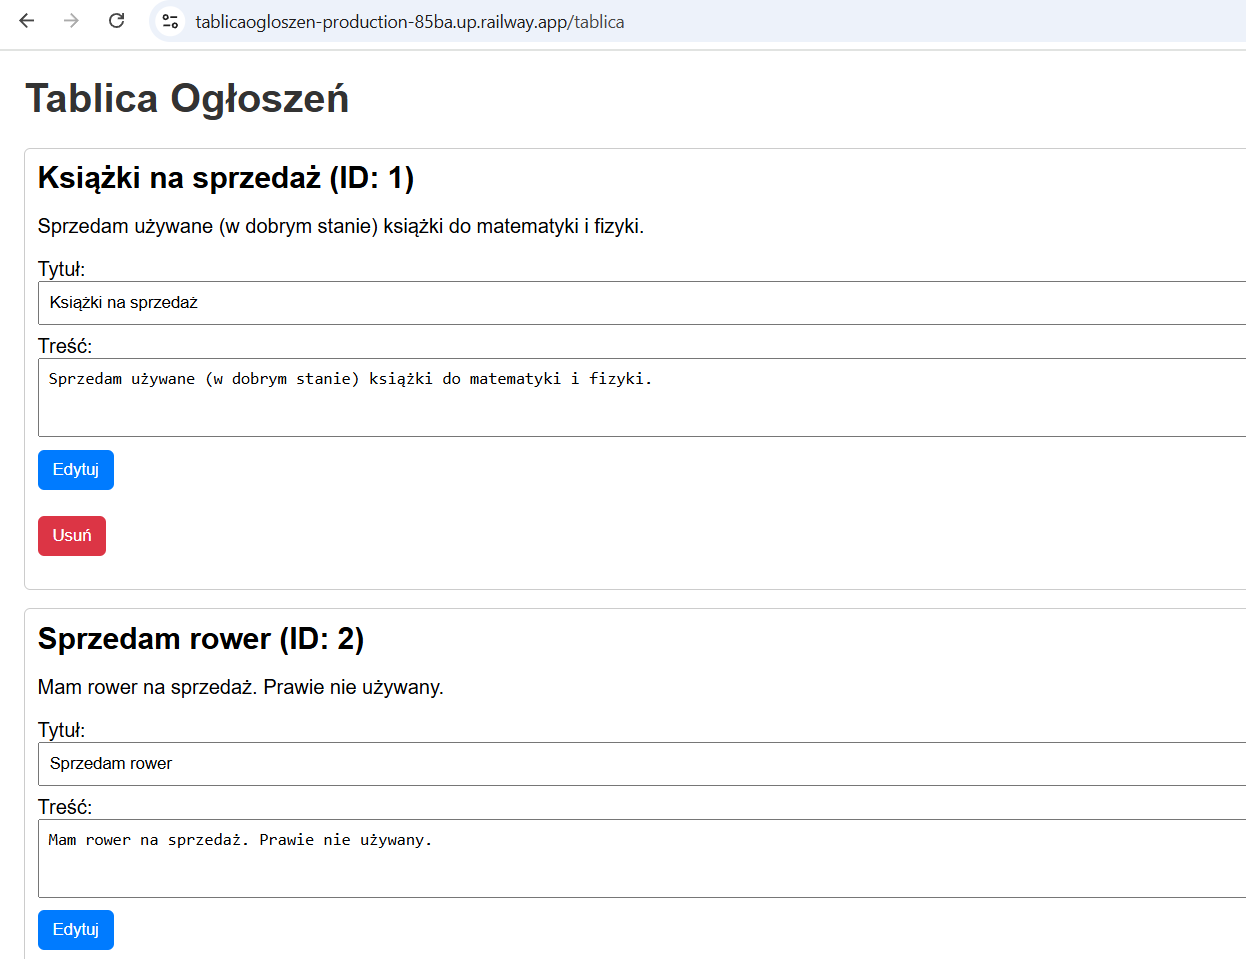 tablicaogloszen-production-85ba.up.railway.app/tablica
Tablica Ogłoszeń
Książki na sprzedaż (ID: 1)
Sprzedam używane (w dobrym stanie) książki do matematyki i fizyki.
Tytuł:
Książki na sprzedaż
Treść:
Sprzedam używane (w dobrym stanie) książki do matematyki i fizyki.
Edytuj
Usuń
Sprzedam rower (ID: 2)
Mam rower na sprzedaż. Prawie nie używany.
Tytuł:
Sprzedam rower
Treść:
Mam rower na sprzedaż. Prawie nie używany.
Edytuj